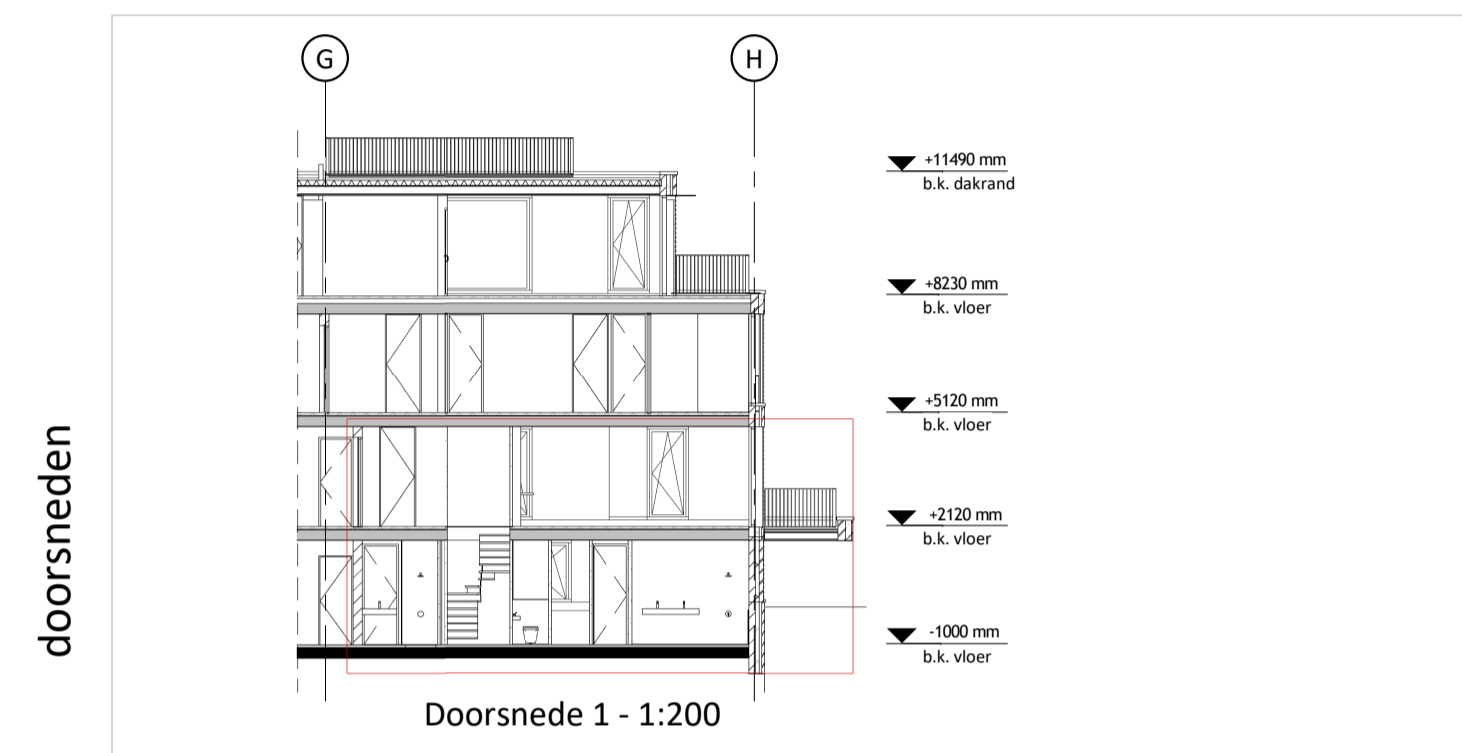 G
H
+11490 mm
b.k. dakrand
+8230 mm
b.k. vloer
+5120 mm
b.k. vloer
+2120 mm
b.k. vloer
-1000 mm
b.k. vloer
doorsneden
Doorsnede 1 - 1:200